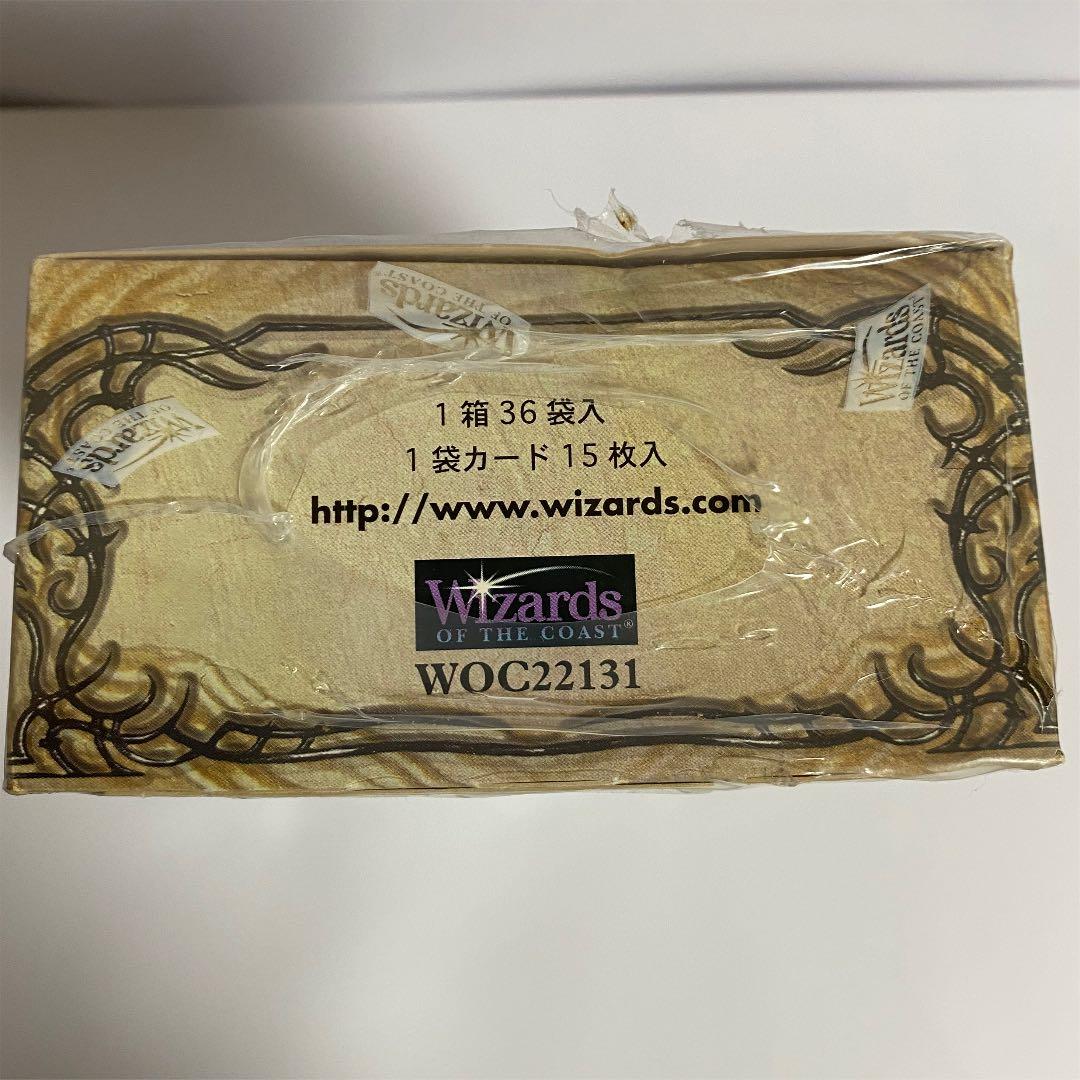 Wizards
OF THE COAST
Wizards
OF THE COAST
Wizards
OF THE COAST
1箱36袋入
1袋カード15枚入
http://www.wizards.com
Wizards®
OF THE COAST
WOC22131